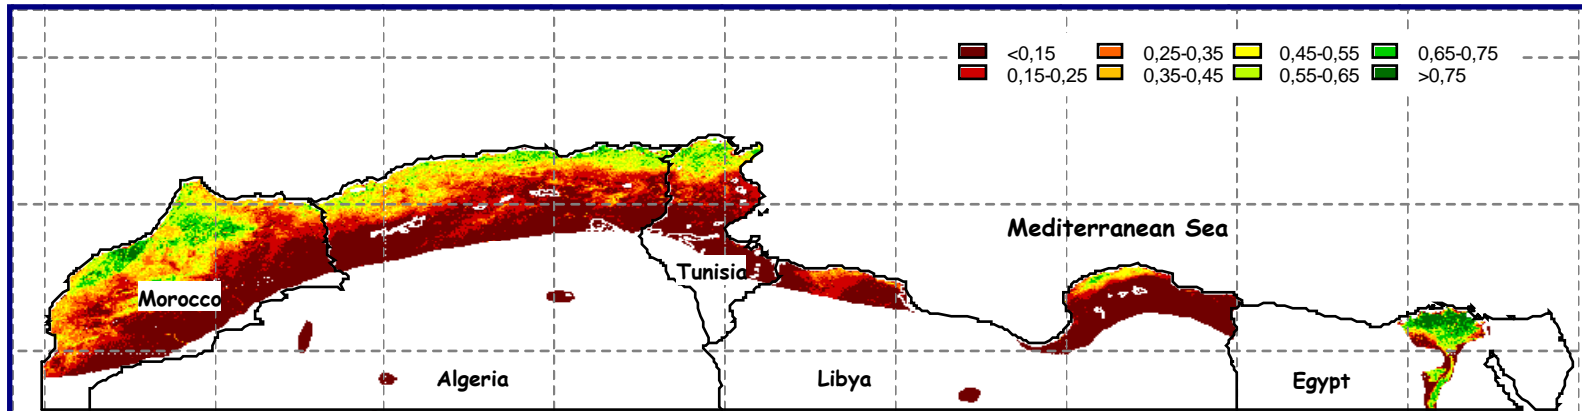 <0,15 0,25-0,35 0,45-0,55 0,65-0,75
0,15-0,25 0,35-0,45 0,55-0,65 >0,75
Mediterranean Sea
Tunisia
Morocco
Algeria Libya Egypt